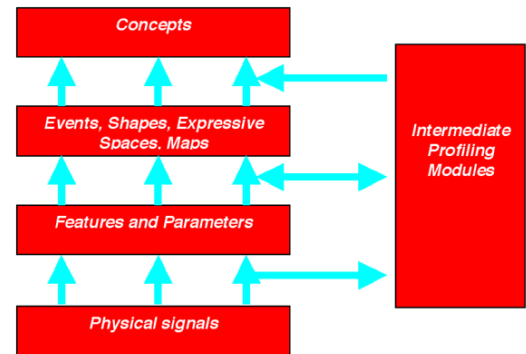 Concepts
Events, Shapes, Expressive
Spaces, Maps
Intermediate
Profiling
Modules
Features and Parameters
Physical signals